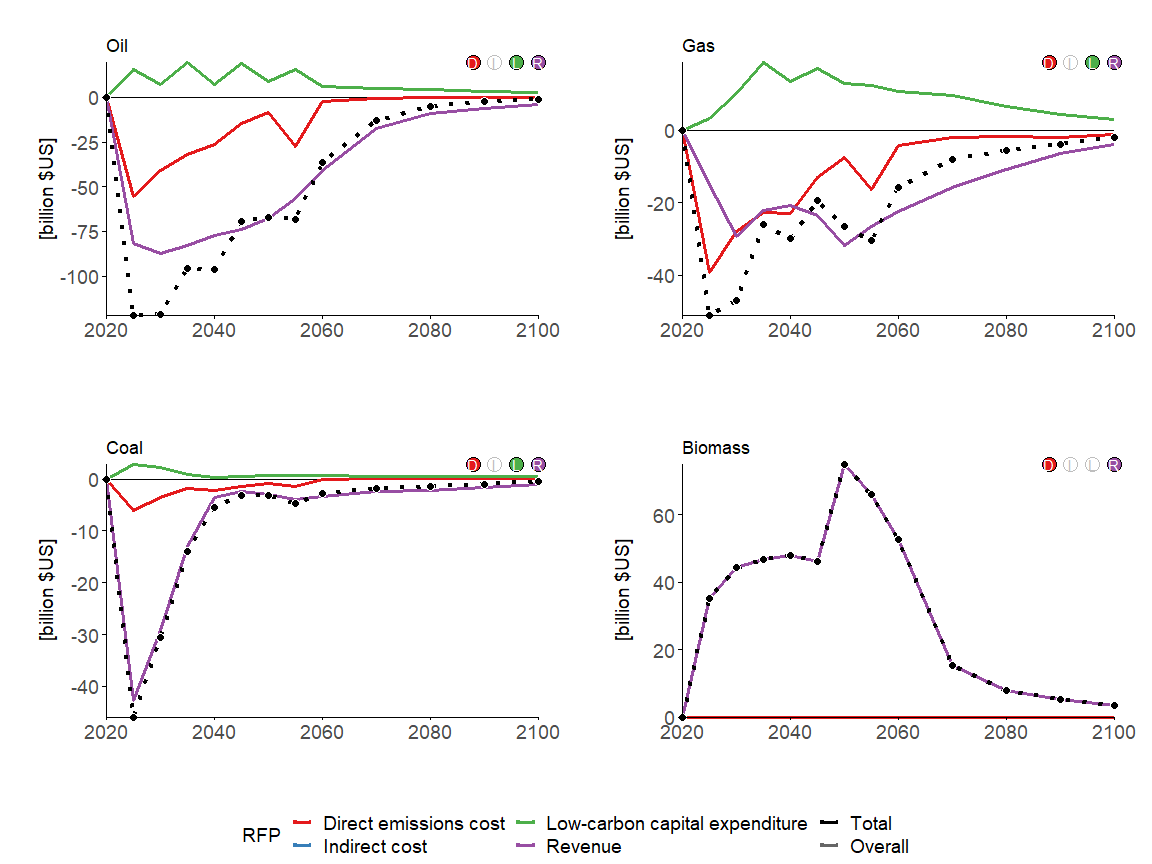 Oil
D I L R
[billion $US]
0
-25
-50
-75
-100
2020 2040 2060 2080 2100
Gas
D I L R
[billion $US]
0
-20
-40
2020 2040 2060 2080 2100
Coal
D I L R
[billion $US]
0
-10
-20
-30
-40
2020 2040 2060 2080 2100
Biomass
D I L R
[billion $US]
60
40
20
0
2020 2040 2060 2080 2100
RFP
Direct emissions cost Low-carbon capital expenditure Total
Indirect cost Revenue Overall